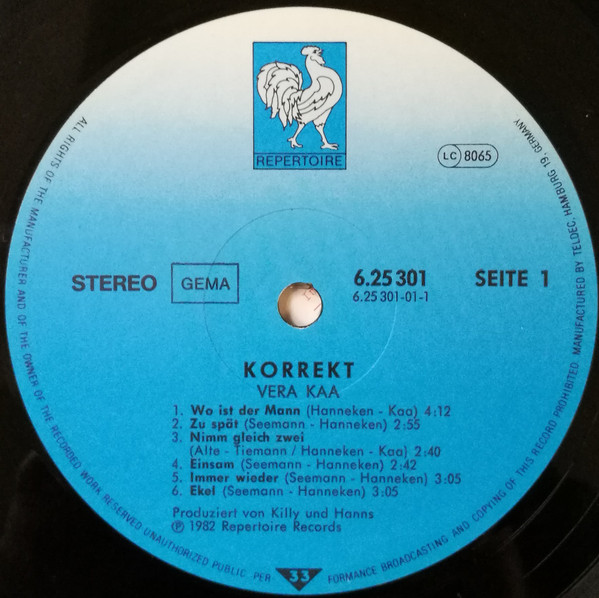 REPERTOIRE
LC 8065
STEREO GEMA 6.25 301 SEITE 1
6.25 301-01-1
KORREKT
VERA KAA
1. Wo ist der Mann (Hanneken - Kaa) 4:12
2. Zu spät (Seemann - Hanneken) 2:55
3. Nimm gleich zwei
(Alte - Tiemann / Hanneken - Kaa) 2:40
4. Einsam (Seemann - Hanneken) 2:42
5. Immer wieder (Seemann - Hanneken) 3:05
6. Ekel (Seemann - Hanneken) 3:05
Produziert von Killy und Hanns
℗ 1982 Repertoire Records
ALL RIGHTS OF THE MANUFACTURER AND OF THE OWNER OF THE RECORDED WORK RESERVED UNAUTHORIZED PUBLIC PER 33 FORMANCE BROADCASTING AND COPYING OF THIS RECORD PROHIBITED. MANUFACTURED BY TELDEC, HAMBURG 19, GERMANY